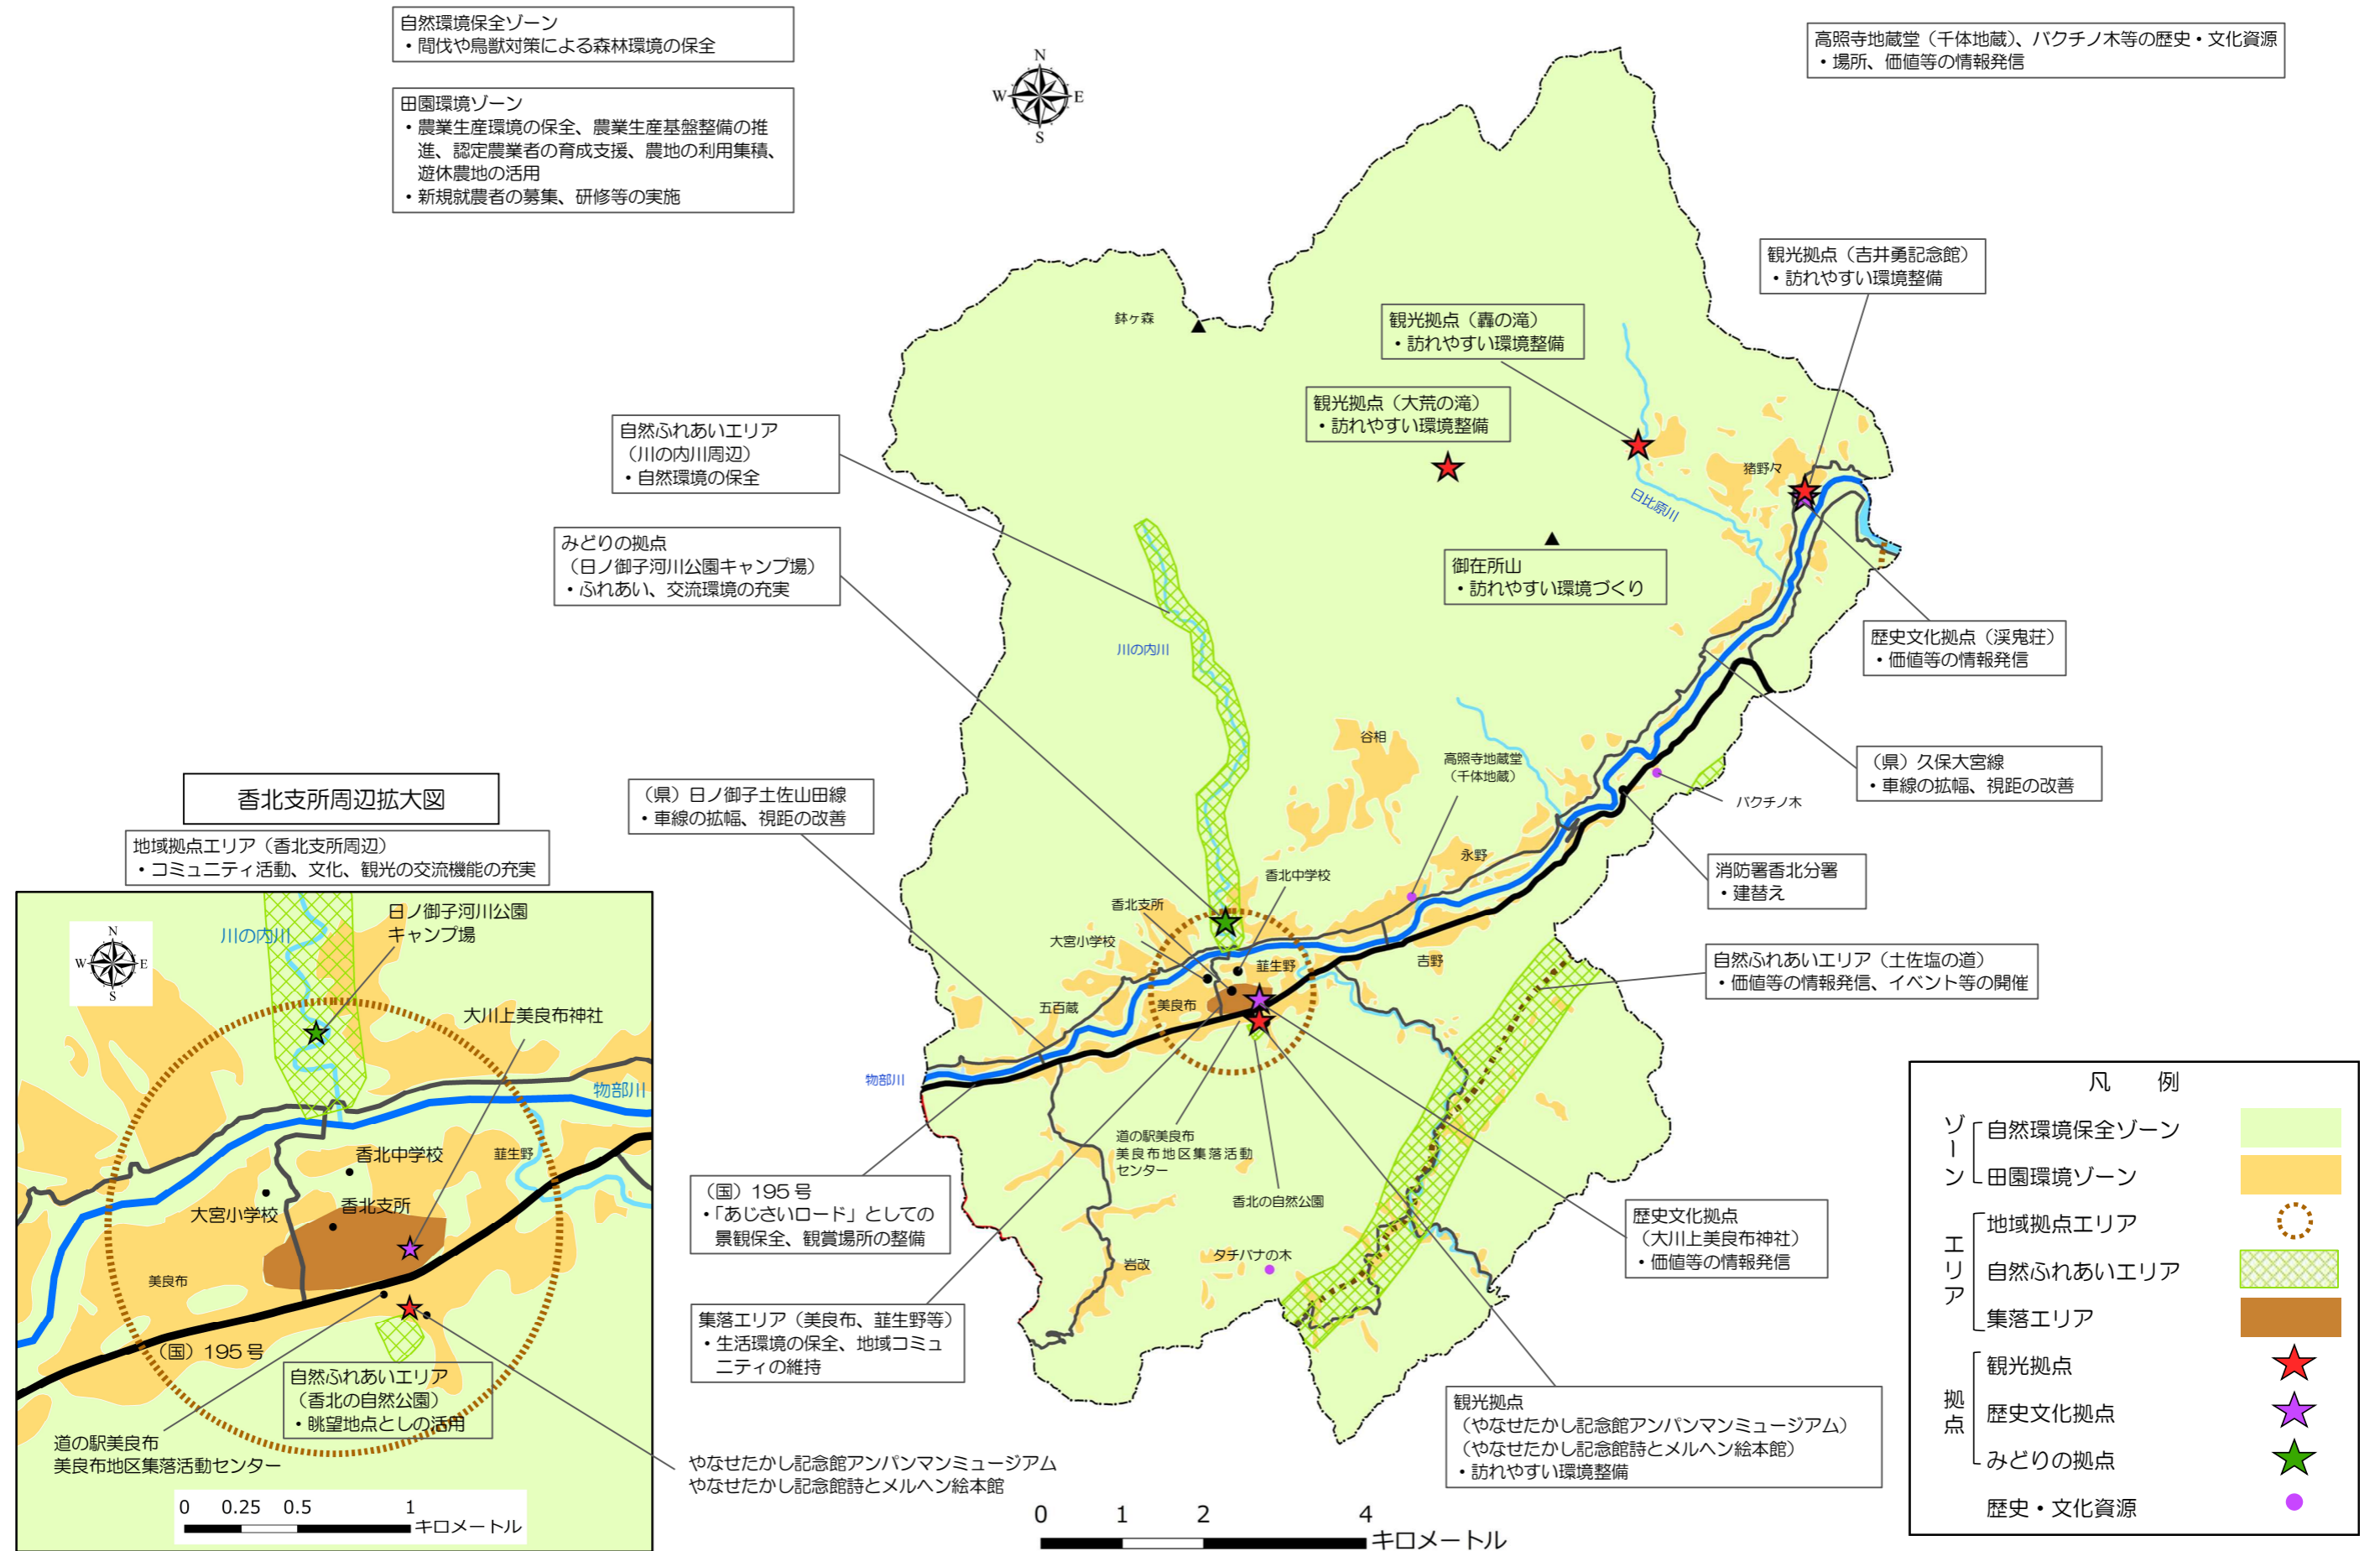 自然環境保全ゾーン
・間伐や鳥獣対策による森林環境の保全
田園環境ゾーン
・農業生産環境の保全、農業生産基盤整備の推
進、認定農業者の育成支援、農地の利用集積、
遊休農地の活用
・新規就農者の募集、研修等の実施
N
W
E
S
高照寺地蔵堂（千体地蔵）、バクチノ木等の歴史・文化資源
・場所、価値等の情報発信
観光拠点（吉井勇記念館）
・訪れやすい環境整備
鉢ヶ森
観光拠点（轟の滝）
・訪れやすい環境整備
観光拠点（大荒の滝）
・訪れやすい環境整備
自然ふれあいエリア
（川の内川周辺）
・自然環境の保全
猪野々
日比原川
みどりの拠点
（日ノ御子河川公園キャンプ場）
・ふれあい、交流環境の充実
御在所山
・訪れやすい環境づくり
川の内川
歴史文化拠点（渓鬼荘）
・価値等の情報発信
谷相
高照寺地蔵堂
（千体地蔵）
（県）久保大宮線
・車線の拡幅、視距の改善
バクチノ木
（県）日ノ御子土佐山田線
・車線の拡幅、視距の改善
永野
消防署香北分署
・建替え
香北中学校
香北支所
大宮小学校
韮生野
吉野
自然ふれあいエリア（土佐塩の道）
・価値等の情報発信、イベント等の開催
五百蔵
美良布
物部川
道の駅美良布
美良布地区集落活動
センター
香北の自然公園
（国）195号
・「あじさいロード」としての
景観保全、観賞場所の整備
歴史文化拠点
（大川上美良布神社）
・価値等の情報発信
岩改
タチバナの木
集落エリア（美良布、韮生野等）
・生活環境の保全、地域コミュ
ニティの維持
観光拠点
（やなせたかし記念館アンパンマンミュージアム）
（やなせたかし記念館詩とメルヘン絵本館）
・訪れやすい環境整備
0 1 2 4
キロメートル
香北支所周辺拡大図
地域拠点エリア（香北支所周辺）
・コミュニティ活動、文化、観光の交流機能の充実
N
W
E
S
川の内川
日ノ御子河川公園
キャンプ場
大川上美良布神社
物部川
香北中学校
韮生野
大宮小学校
香北支所
美良布
（国）195号
自然ふれあいエリア
（香北の自然公園）
・眺望地点としの活用
道の駅美良布
美良布地区集落活動センター
やなせたかし記念館アンパンマンミュージアム
やなせたかし記念館詩とメルヘン絵本館
0 0.25 0.5 1
キロメートル
凡　例
ゾーン
自然環境保全ゾーン
田園環境ゾーン
エリア
地域拠点エリア
自然ふれあいエリア
集落エリア
拠点
観光拠点
歴史文化拠点
みどりの拠点
歴史・文化資源